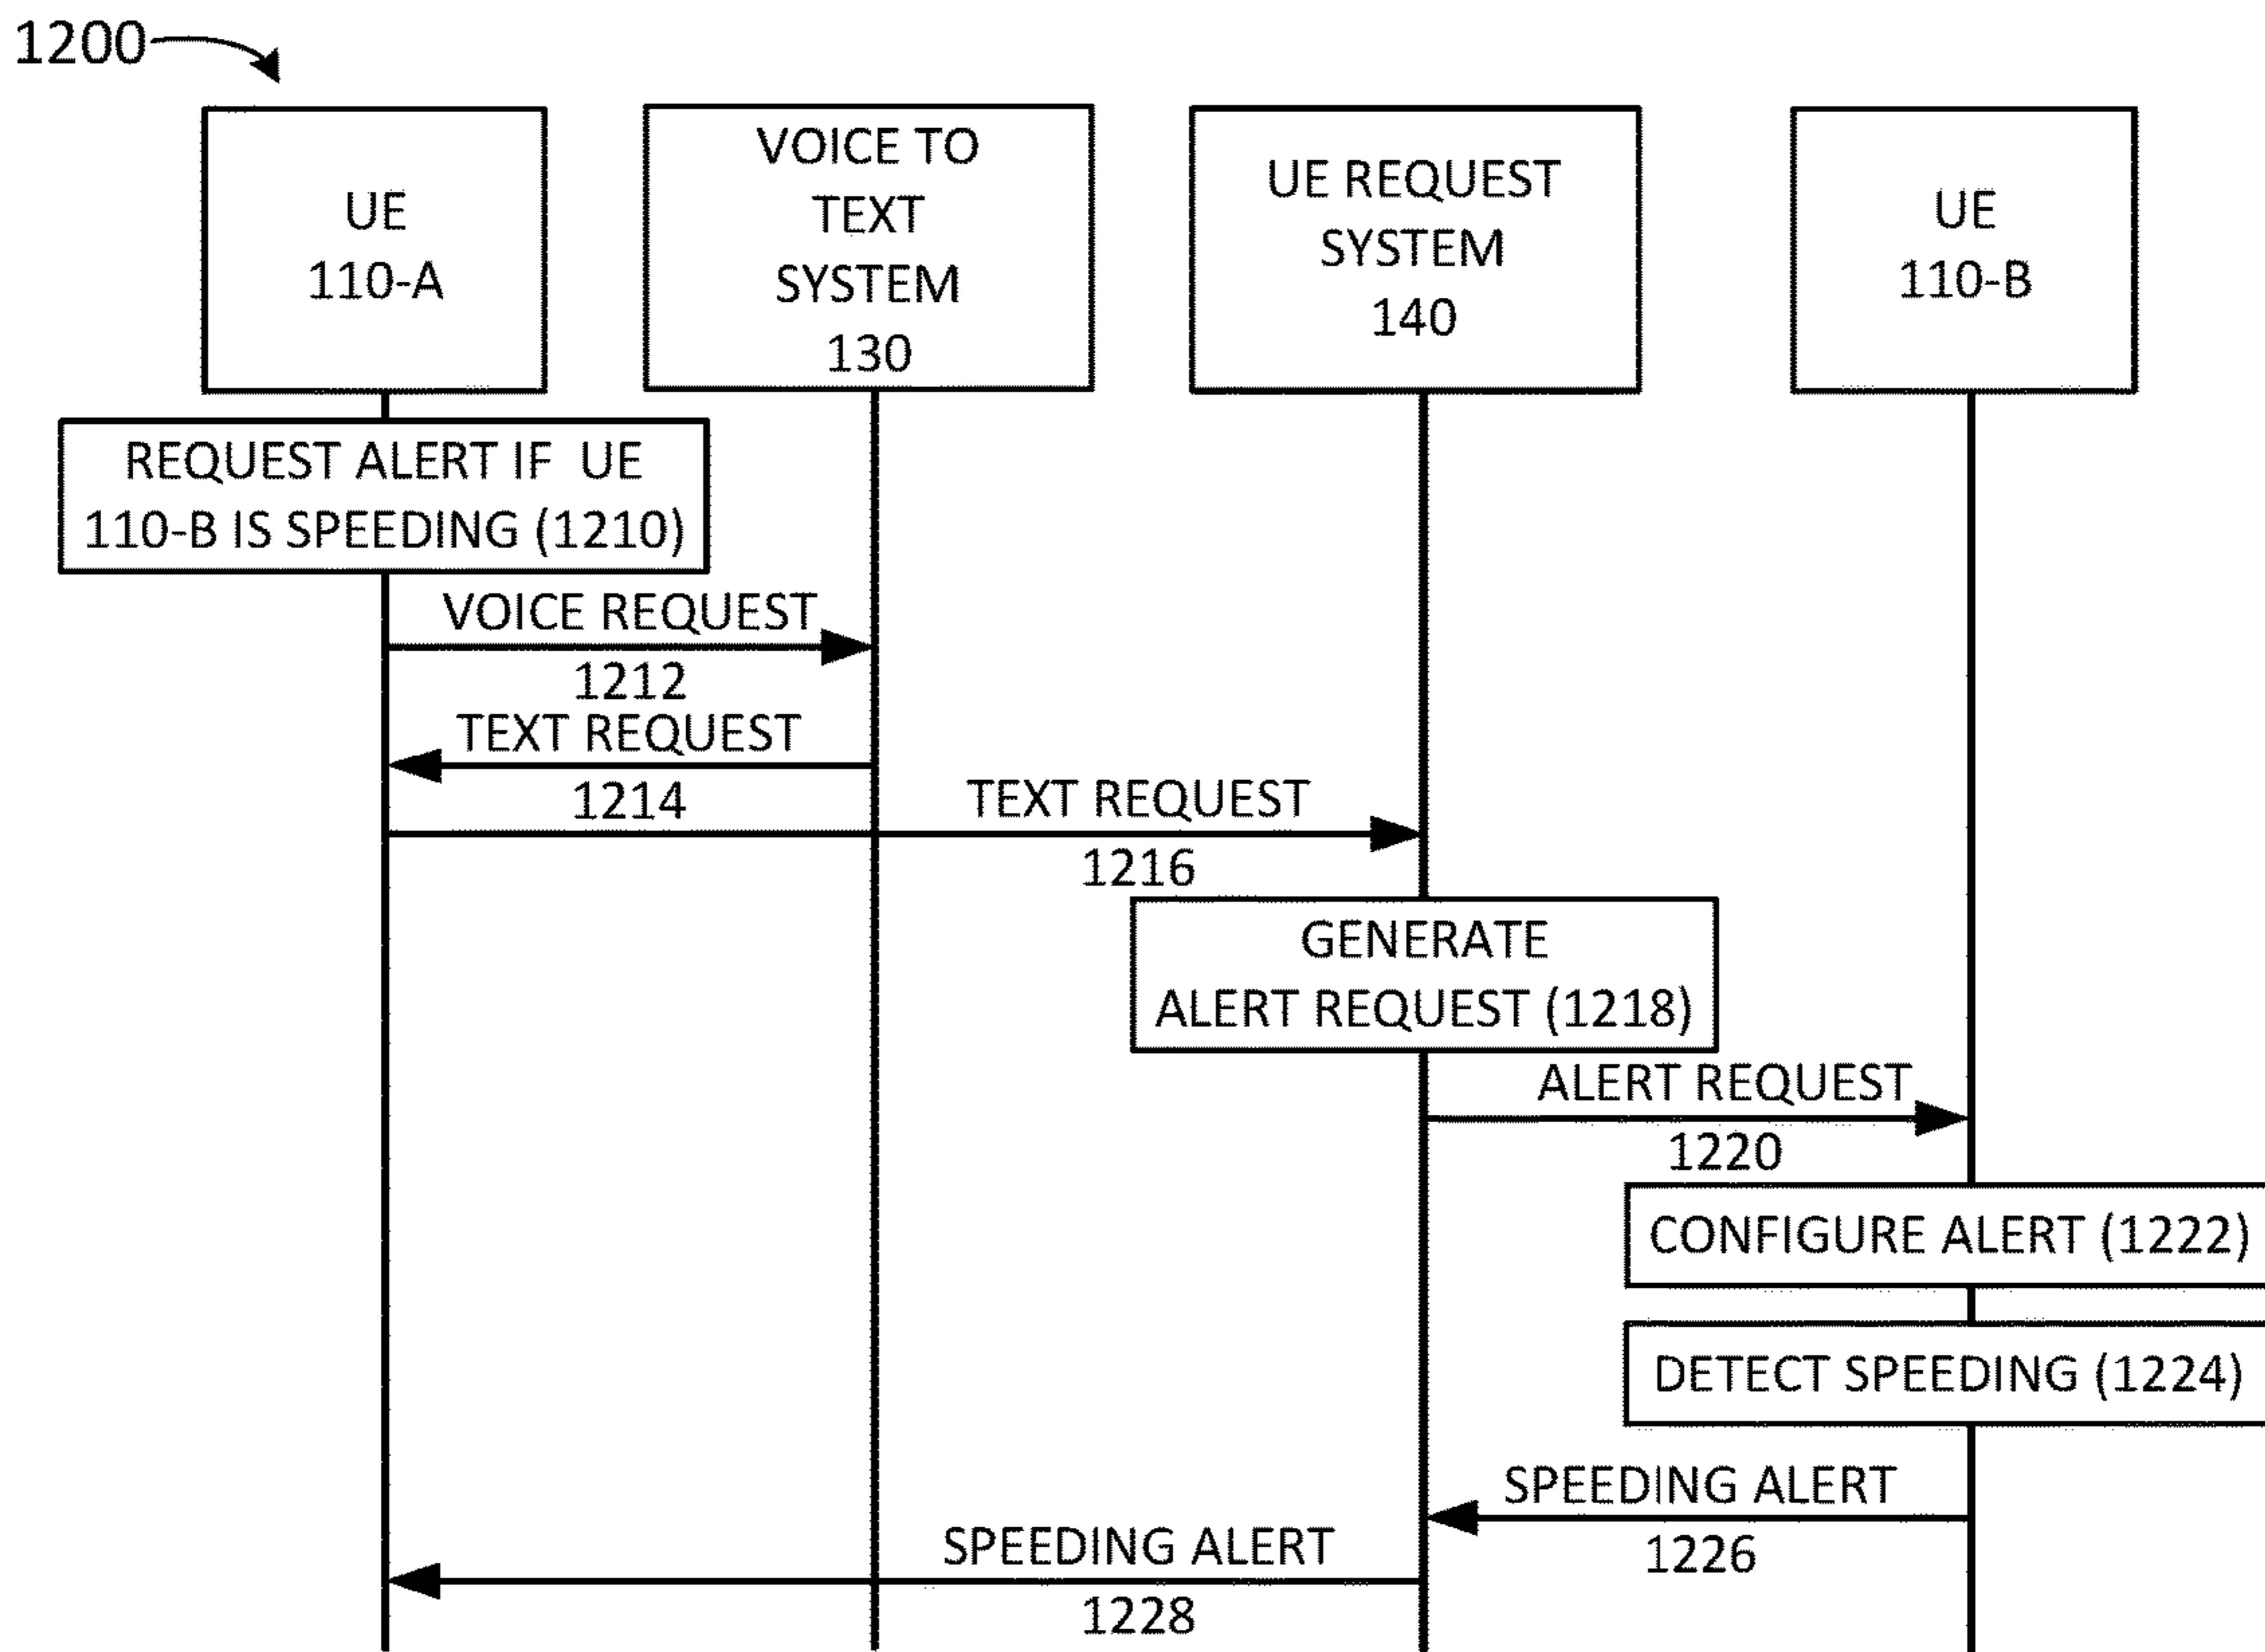 1200
UE
110-A
VOICE TO
TEXT
SYSTEM
130
UE REQUEST
SYSTEM
140
UE
110-B
REQUEST ALERT IF UE
110-B IS SPEEDING (1210)
VOICE REQUEST
1212
TEXT REQUEST
1214
TEXT REQUEST
1216
GENERATE
ALERT REQUEST (1218)
ALERT REQUEST
1220
CONFIGURE ALERT (1222)
DETECT SPEEDING (1224)
SPEEDING ALERT
1226
SPEEDING ALERT
1228